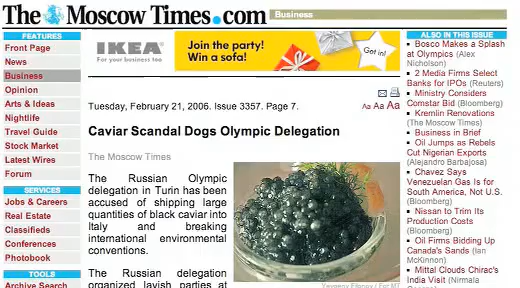 The Moscow Times.com
Business
FEATURES
Front Page
News
Business
Opinion
Arts & Ideas
Nightlife
Travel Guide
Stock Market
Latest Wires
Forum
SERVICES
Jobs & Careers
Real Estate
Classifieds
Conferences
Photobook
TOOLS
Archive Search
IKEA
For your business too
Join the party!
Win a sofa!
Got in!
Tuesday, February 21, 2006. Issue 3357. Page 7.
Aa Aa Aa
Caviar Scandal Dogs Olympic Delegation
The Moscow Times
The Russian Olympic
delegation in Turin has been
accused of shipping large
quantities of black caviar into
Italy and breaking
international environmental
conventions.
The Russian delegation
organized lavish parties at
Yevgeny Filonov / For MT
ALSO IN THIS ISSUE
Bosco Makes a Splash
at Olympics (Alex
Nicholson)
2 Media Firms Select
Banks for IPOs (Reuters)
Ministry Considers
Comstar Bid (Bloomberg)
Kremlin Renovations
(The Moscow Times)
Business in Brief
Oil Jumps as Rebels
Cut Nigerian Exports
(Alejandro Barbajosa)
Chavez Says
Venezuelan Gas Is for
South America, Not U.S.
(Bloomberg)
Nissan to Trim Its
Production Costs
(Bloomberg)
Oil Firms Bidding Up
Canada's Sands (Ian
McKinnon)
Mittal Clouds Chirac's
India Visit (Nirmala